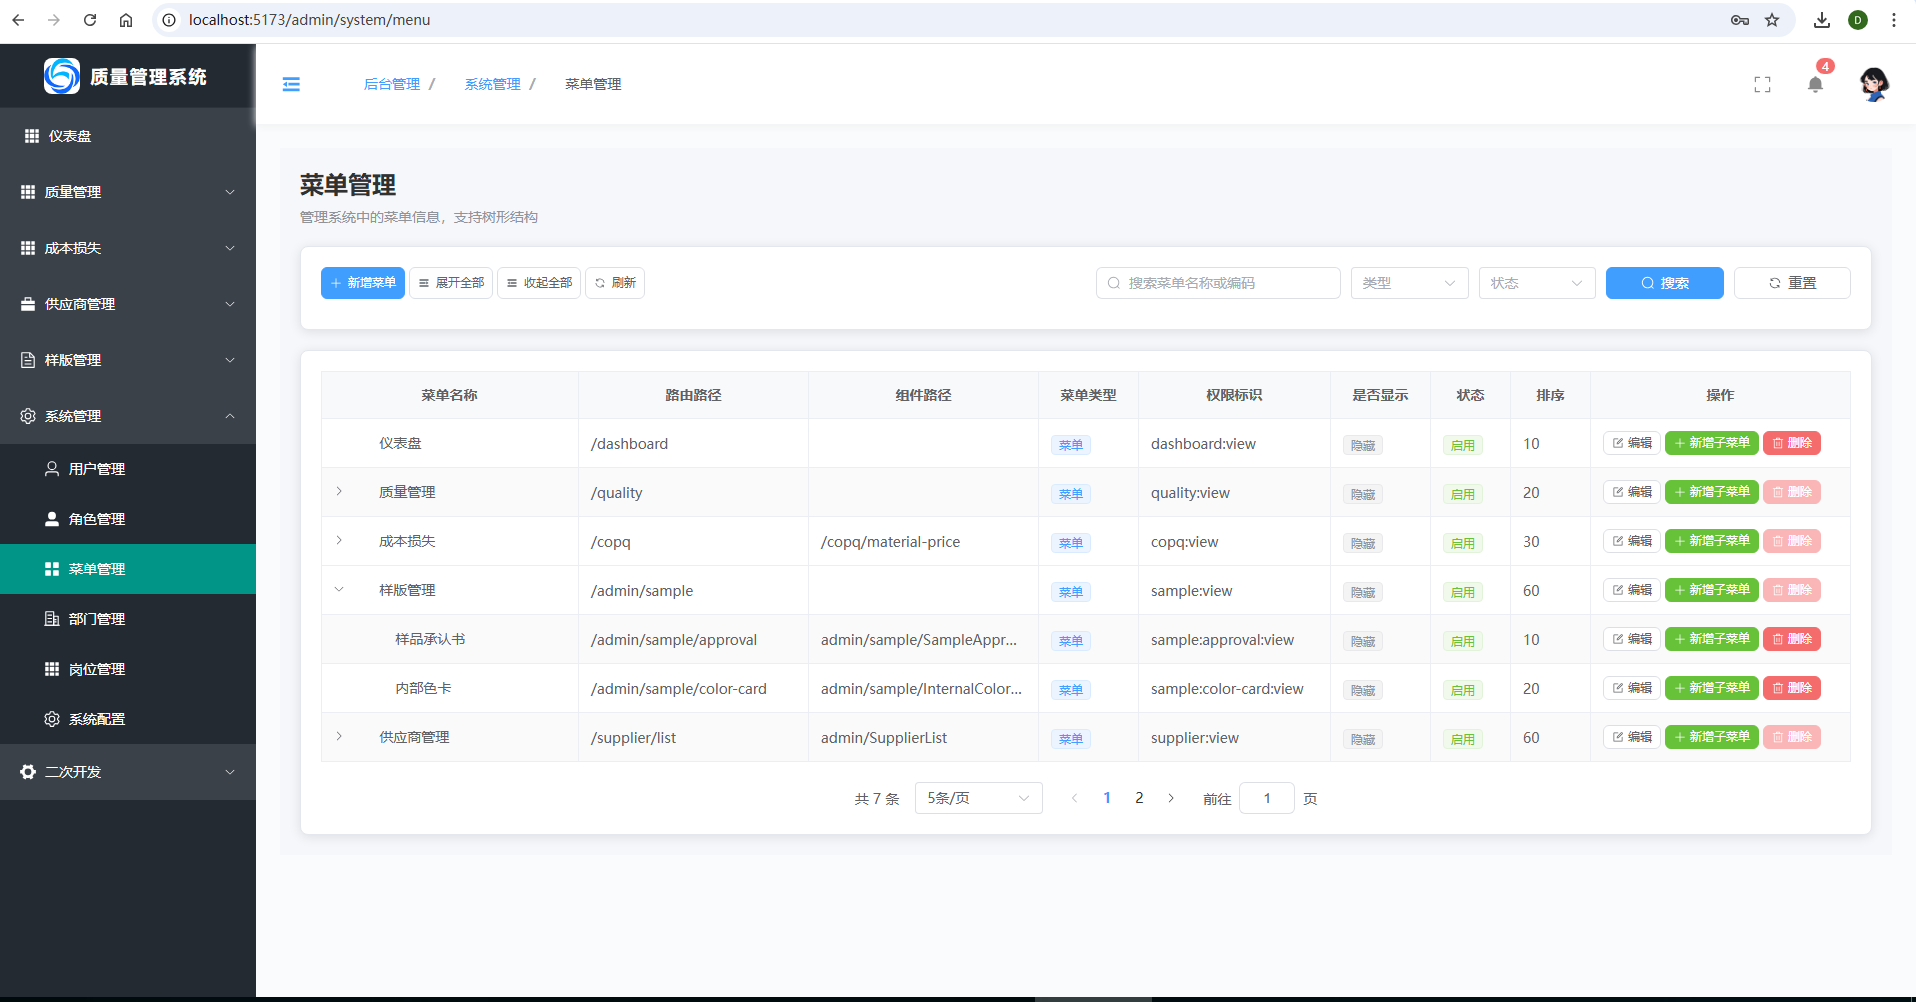 localhost:5173/admin/system/menu
D
质量管理系统
后台管理 / 系统管理 / 菜单管理
4
仪表盘
质量管理
成本损失
供应商管理
样版管理
系统管理
用户管理
角色管理
菜单管理
部门管理
岗位管理
系统配置
二次开发
菜单管理
管理系统中的菜单信息，支持树形结构
新增菜单 展开全部 收起全部 刷新 搜索菜单名称或编码 类型 状态 搜索 重置
菜单名称 路由路径 组件路径 菜单类型 权限标识 是否显示 状态 排序 操作
仪表盘 /dashboard 菜单 dashboard:view 隐藏 启用 10 编辑 新增子菜单 删除
质量管理 /quality 菜单 quality:view 隐藏 启用 20 编辑 新增子菜单 删除
成本损失 /copq /copq/material-price 菜单 copq:view 隐藏 启用 30 编辑 新增子菜单 删除
样版管理 /admin/sample 菜单 sample:view 隐藏 启用 60 编辑 新增子菜单 删除
样品承认书 /admin/sample/approval admin/sample/SampleAppr... 菜单 sample:approval:view 隐藏 启用 10 编辑 新增子菜单 删除
内部色卡 /admin/sample/color-card admin/sample/InternalColor... 菜单 sample:color-card:view 隐藏 启用 20 编辑 新增子菜单 删除
供应商管理 /supplier/list admin/SupplierList 菜单 supplier:view 隐藏 启用 60 编辑 新增子菜单 删除
共 7 条 5条/页 1 2 前往 1 页